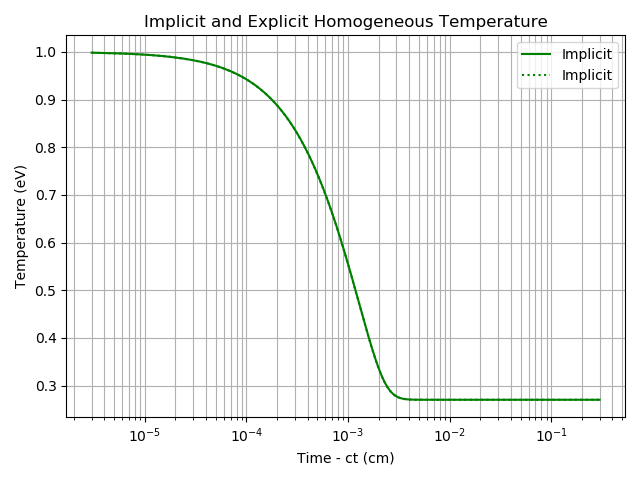 Implicit and Explicit Homogeneous Temperature
Implicit
Implicit
Temperature (eV)
1.0
0.9
0.8
0.7
0.6
0.5
0.4
0.3
10⁻⁵ 10⁻⁴ 10⁻³ 10⁻² 10⁻¹
Time - ct (cm)